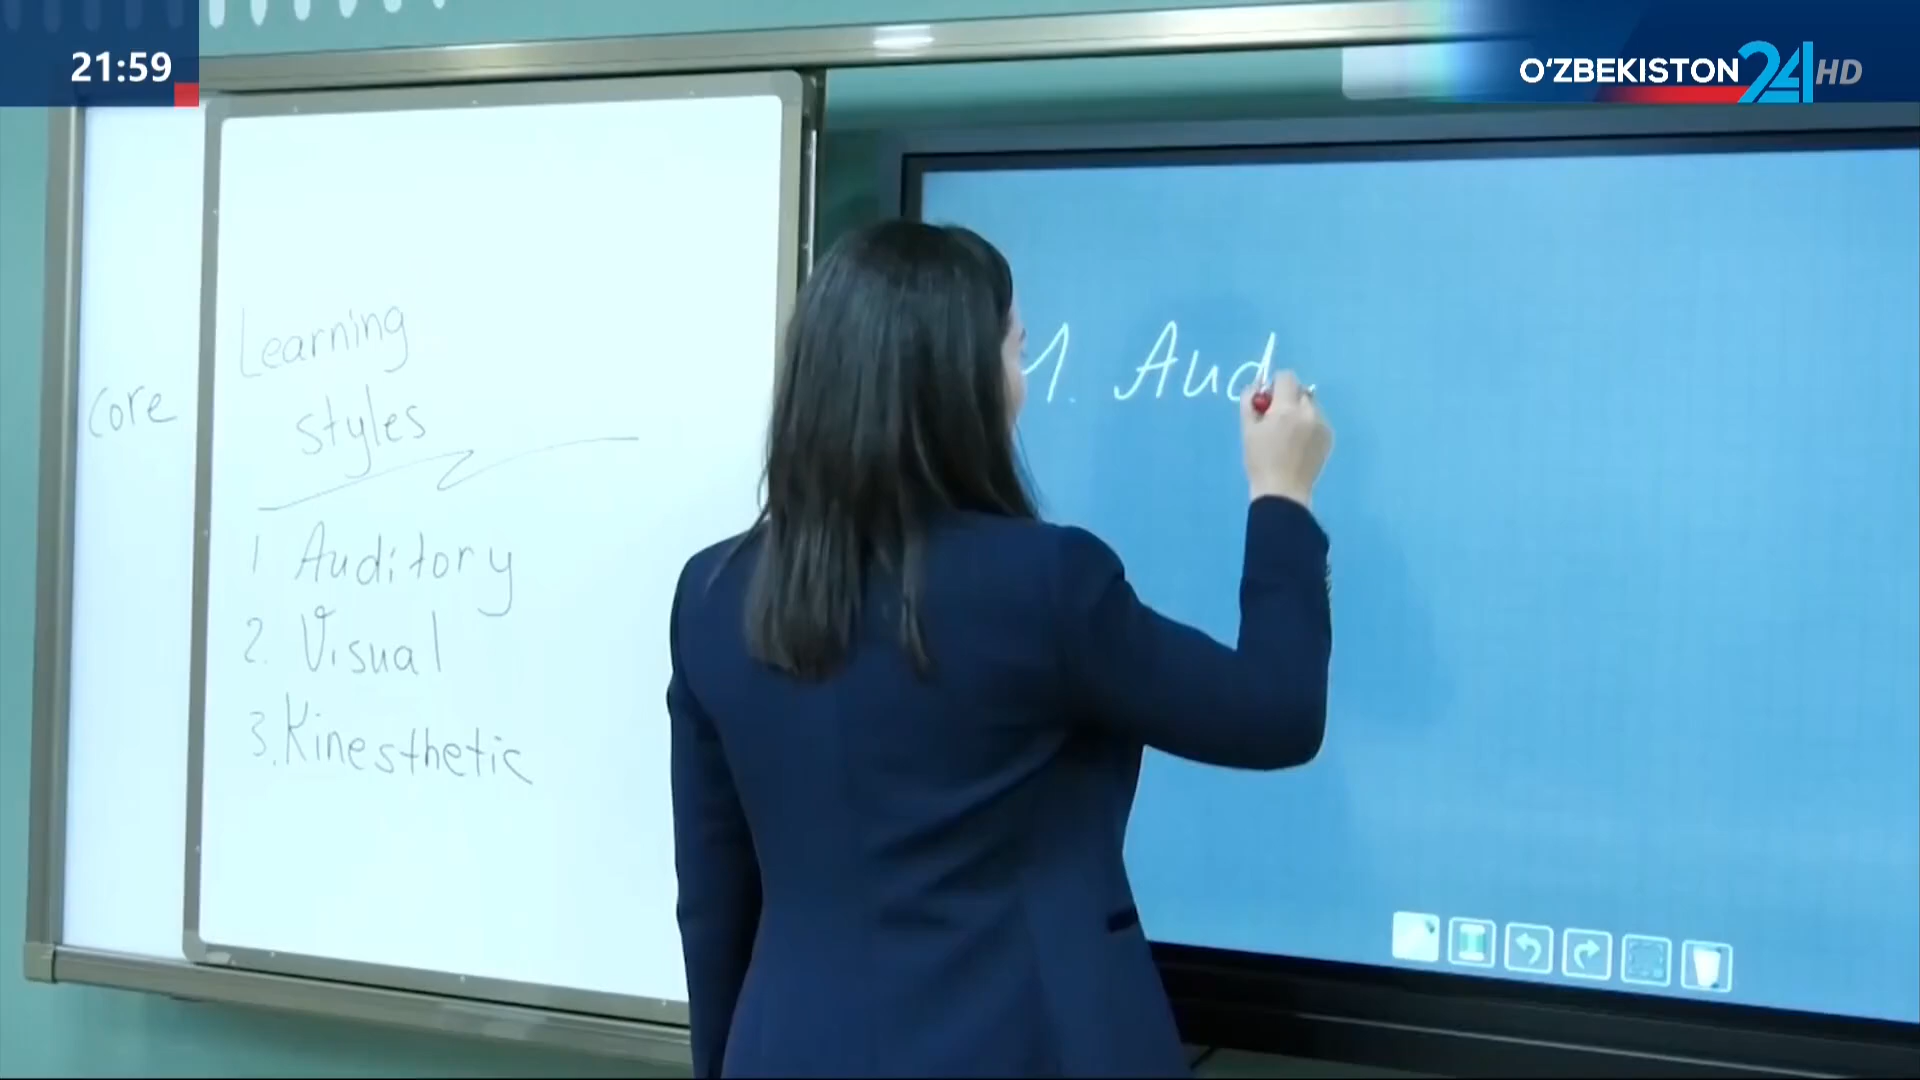 21:59
O‘ZBEKISTON 24 HD
core
Learning
styles
1 Auditory
2. Visual
3. Kinesthetic
1. Aud